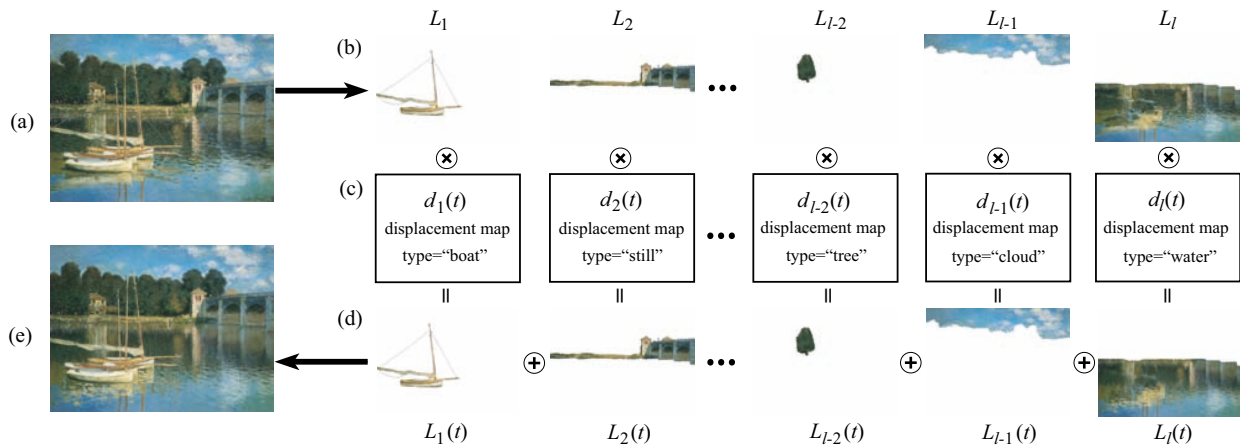 L1 L2 Ll-2 Ll-1 Ll
(a)
(b)
(c)
d1(t)
displacement map
type=“boat”
d2(t)
displacement map
type=“still”
•••
dl-2(t)
displacement map
type=“tree”
dl-1(t)
displacement map
type=“cloud”
dl(t)
displacement map
type=“water”
(d)
(e)
L1(t) L2(t) Ll-2(t) Ll-1(t) Ll(t)